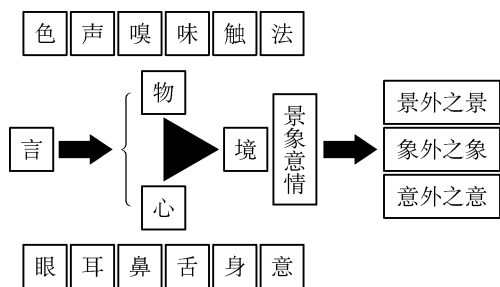 色声嗅味触法
物
言
境
心
景象意情
景外之景
象外之象
意外之意
眼耳鼻舌身意